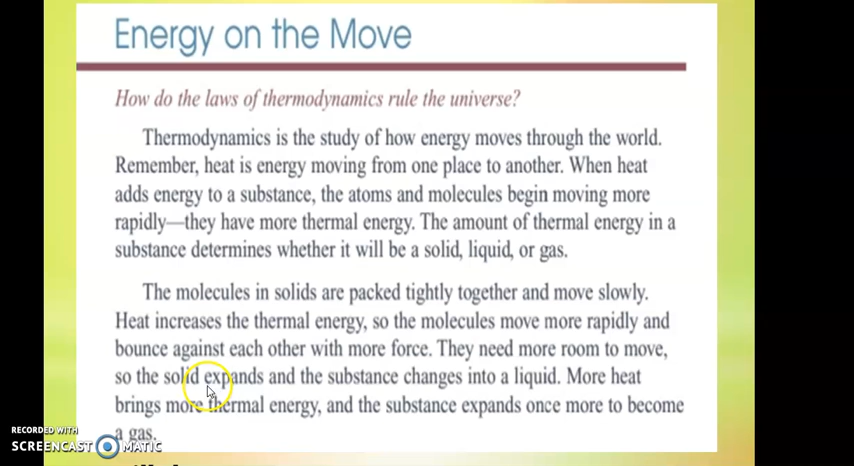 Energy on the Move
How do the laws of thermodynamics rule the universe?
Thermodynamics is the study of how energy moves through the world.
Remember, heat is energy moving from one place to another. When heat
adds energy to a substance, the atoms and molecules begin moving more
rapidly—they have more thermal energy. The amount of thermal energy in a
substance determines whether it will be a solid, liquid, or gas.
The molecules in solids are packed tightly together and move slowly.
Heat increases the thermal energy, so the molecules move more rapidly and
bounce against each other with more force. They need more room to move,
so the solid expands and the substance changes into a liquid. More heat
brings more thermal energy, and the substance expands once more to become
a gas.
RECORDED WITH
SCREENCAST MATIC